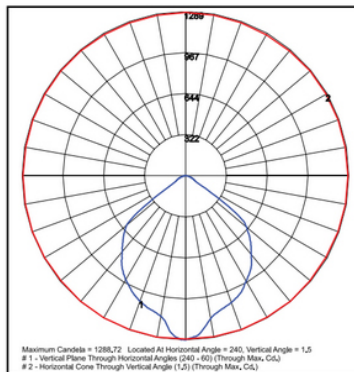 1289
967
644
322
2
1
Maximum Candela = 1288,72 Located At Horizontal Angle = 240, Vertical Angle = 1,5
# 1 - Vertical Plane Through Horizontal Angles (240 - 60) (Through Max, Cd,)
# 2 - Horizontal Cone Through Vertical Angle (1,5) (Through Max, Cd,)